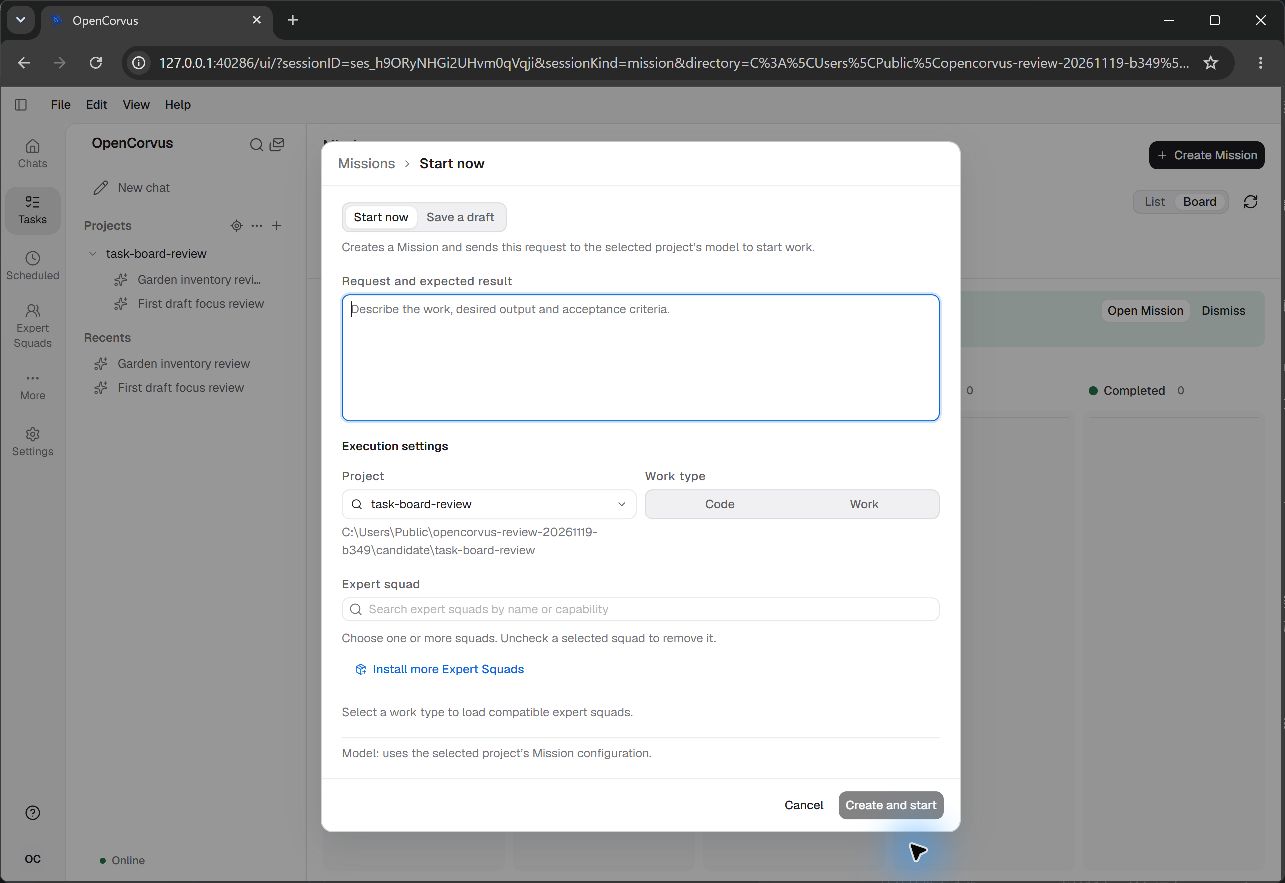 OpenCorvus
127.0.0.1:40286/ui/?sessionID=ses_h9ORyNHGi2UHvm0qVqji&sessionKind=mission&directory=C%3A%5CUsers%5CPublic%5Copencorvus-review-20261119-b349%5...
File Edit View Help
Chats
Tasks
Scheduled
Expert
Squads
More
Settings
OC
OpenCorvus
New chat
Projects
task-board-review
Garden inventory revi...
First draft focus review
Recents
Garden inventory review
First draft focus review
Online
Create Mission
List Board
Open Mission Dismiss
0
Completed 0
Missions > Start now
Start now Save a draft
Creates a Mission and sends this request to the selected project's model to start work.
Request and expected result
Describe the work, desired output and acceptance criteria.
Execution settings
Project Work type
task-board-review Code Work
C:\Users\Public\opencorvus-review-20261119-
b349\candidate\task-board-review
Expert squad
Search expert squads by name or capability
Choose one or more squads. Uncheck a selected squad to remove it.
Install more Expert Squads
Select a work type to load compatible expert squads.
Model: uses the selected project's Mission configuration.
Cancel Create and start